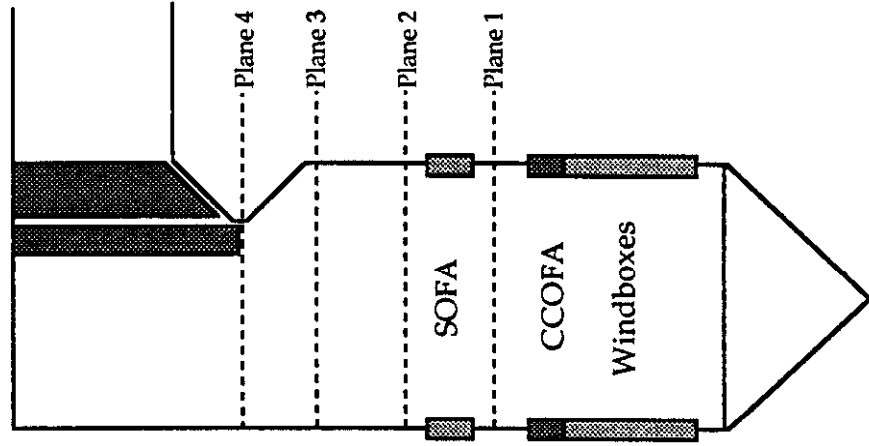 Plane 4
Plane 3
Plane 2
Plane 1
SOFA
CCOFA
Windboxes